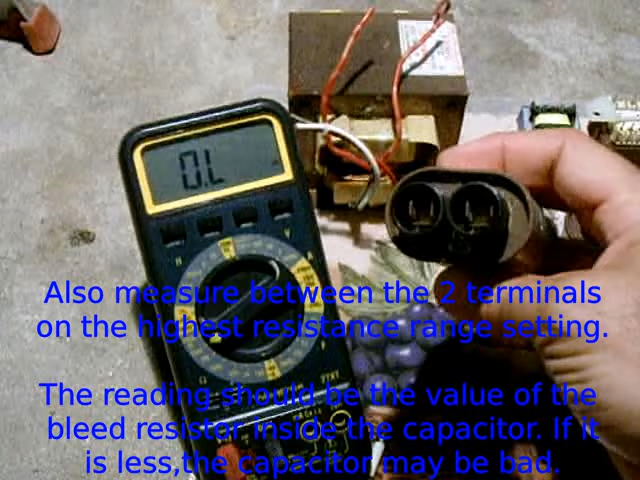 0.L
Also measure between the 2 terminals
on the highest resistance range setting.
The reading should be the value of the
bleed resistor inside the capacitor. If it
is less,the capacitor may be bad.